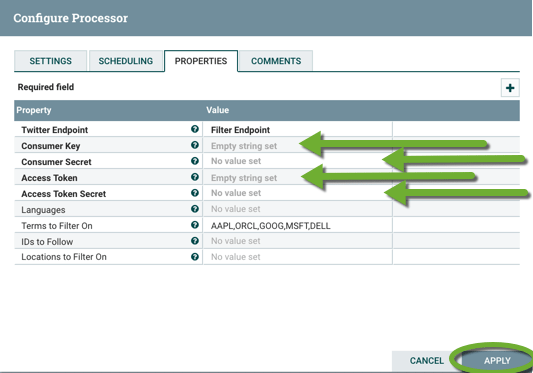 Configure Processor
SETTINGS SCHEDULING PROPERTIES COMMENTS
Required field +
Property Value
Twitter Endpoint ? Filter Endpoint
Consumer Key ? Empty string set
Consumer Secret ? No value set
Access Token ? Empty string set
Access Token Secret ? No value set
Languages ? No value set
Terms to Filter On ? AAPL,ORCL,GOOG,MSFT,DELL
IDs to Follow ? No value set
Locations to Filter On ? No value set
CANCEL APPLY